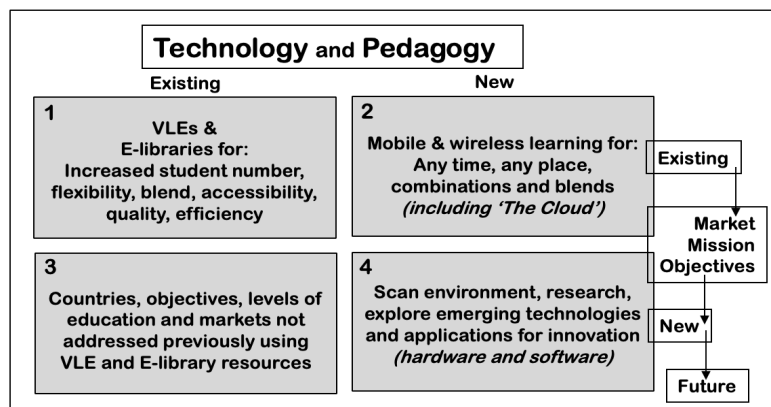 Technology and Pedagogy
Existing
New
1
VLEs &
E-libraries for:
Increased student number,
flexibility, blend, accessibility,
quality, efficiency
2
Mobile & wireless learning for:
Any time, any place,
combinations and blends
(including ‘The Cloud’)
Existing
Market
Mission
Objectives
3
Countries, objectives, levels of
education and markets not
addressed previously using
VLE and E-library resources
4
Scan environment, research,
explore emerging technologies
and applications for innovation
(hardware and software)
New
Future